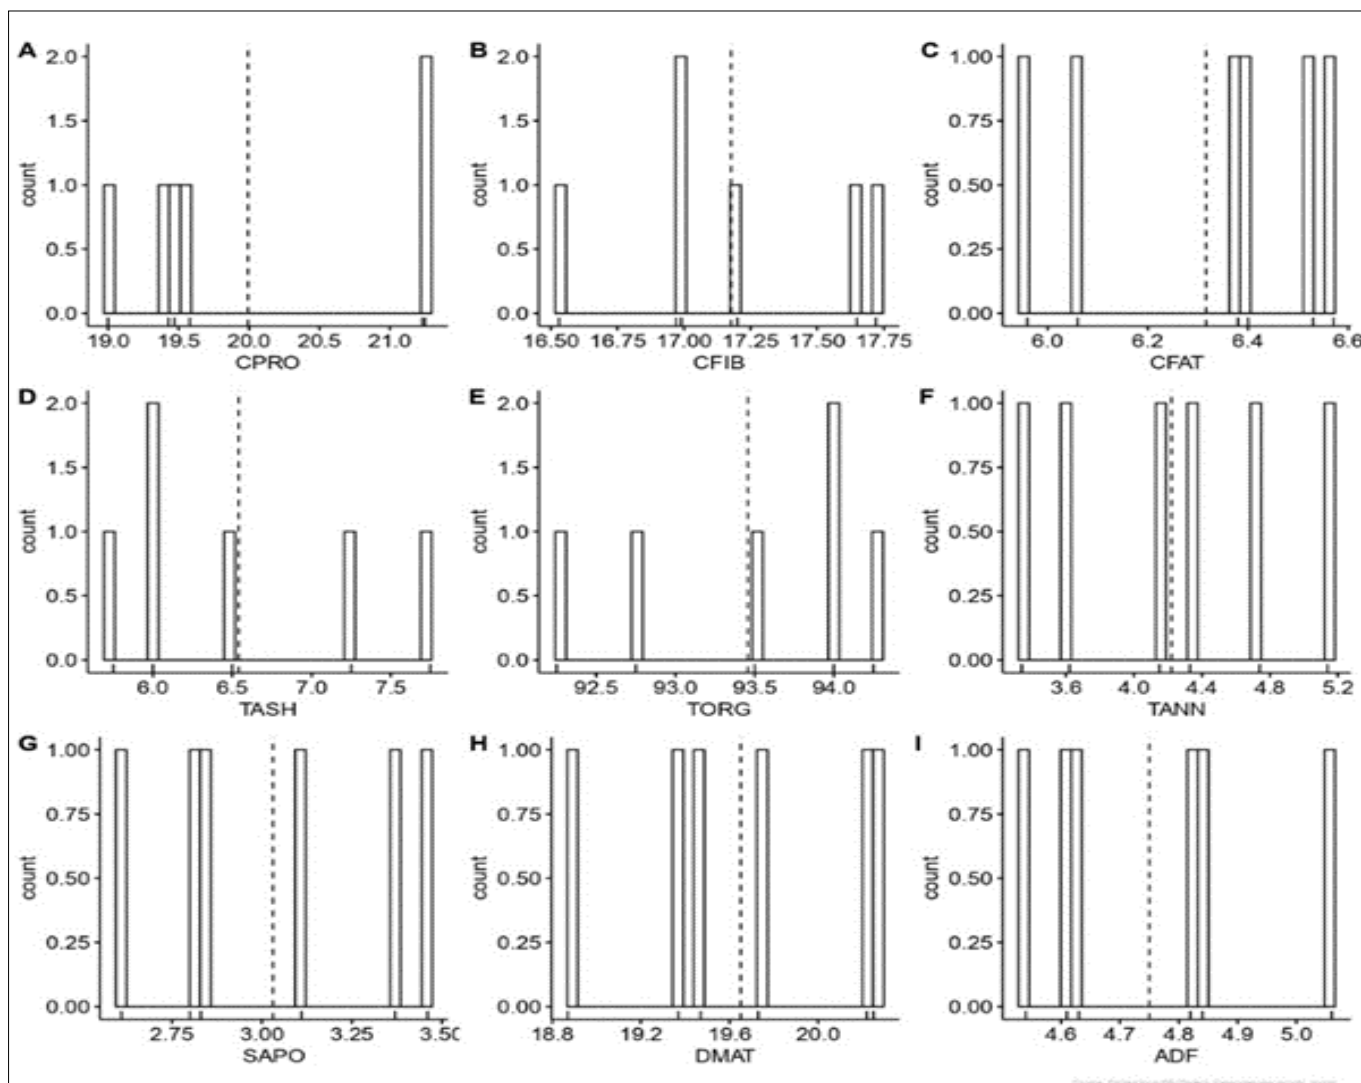 A
count
2.0
1.5
1.0
0.5
0.0
19.0 19.5 20.0 20.5 21.0
CPRO
B
count
2.0
1.5
1.0
0.5
0.0
16.50 16.75 17.00 17.25 17.50 17.75
CFIB
C
count
1.00
0.75
0.50
0.25
0.00
6.0 6.2 6.4 6.6
CFAT
D
count
2.0
1.5
1.0
0.5
0.0
6.0 6.5 7.0 7.5
TASH
E
count
2.0
1.5
1.0
0.5
0.0
92.5 93.0 93.5 94.0
TORG
F
count
1.00
0.75
0.50
0.25
0.00
3.6 4.0 4.4 4.8 5.2
TANN
G
count
1.00
0.75
0.50
0.25
0.00
2.75 3.00 3.25 3.50
SAPO
H
count
1.00
0.75
0.50
0.25
0.00
18.8 19.2 19.6 20.0
DMAT
I
count
1.00
0.75
0.50
0.25
0.00
4.6 4.7 4.8 4.9 5.0
ADF